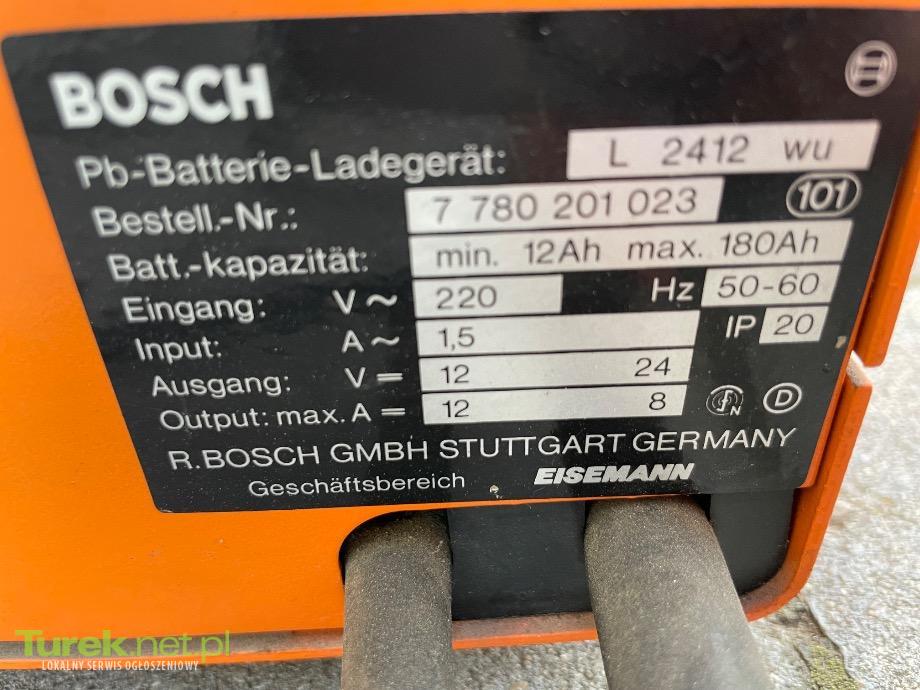 BOSCH
Pb-Batterie-Ladegerät: L 2412 wu
Bestell.-Nr.: 7 780 201 023 101
Batt.-kapazität: min. 12Ah max. 180Ah
Eingang: V~ 220 Hz 50-60
Input: A~ 1,5 IP 20
Ausgang: V= 12 24
Output: max. A= 12 8 N D
R.BOSCH GMBH STUTTGART GERMANY
Geschäftsbereich EISEMANN
Turek.net.pl
LOKALNY SERWIS OGŁOSZENIOWY